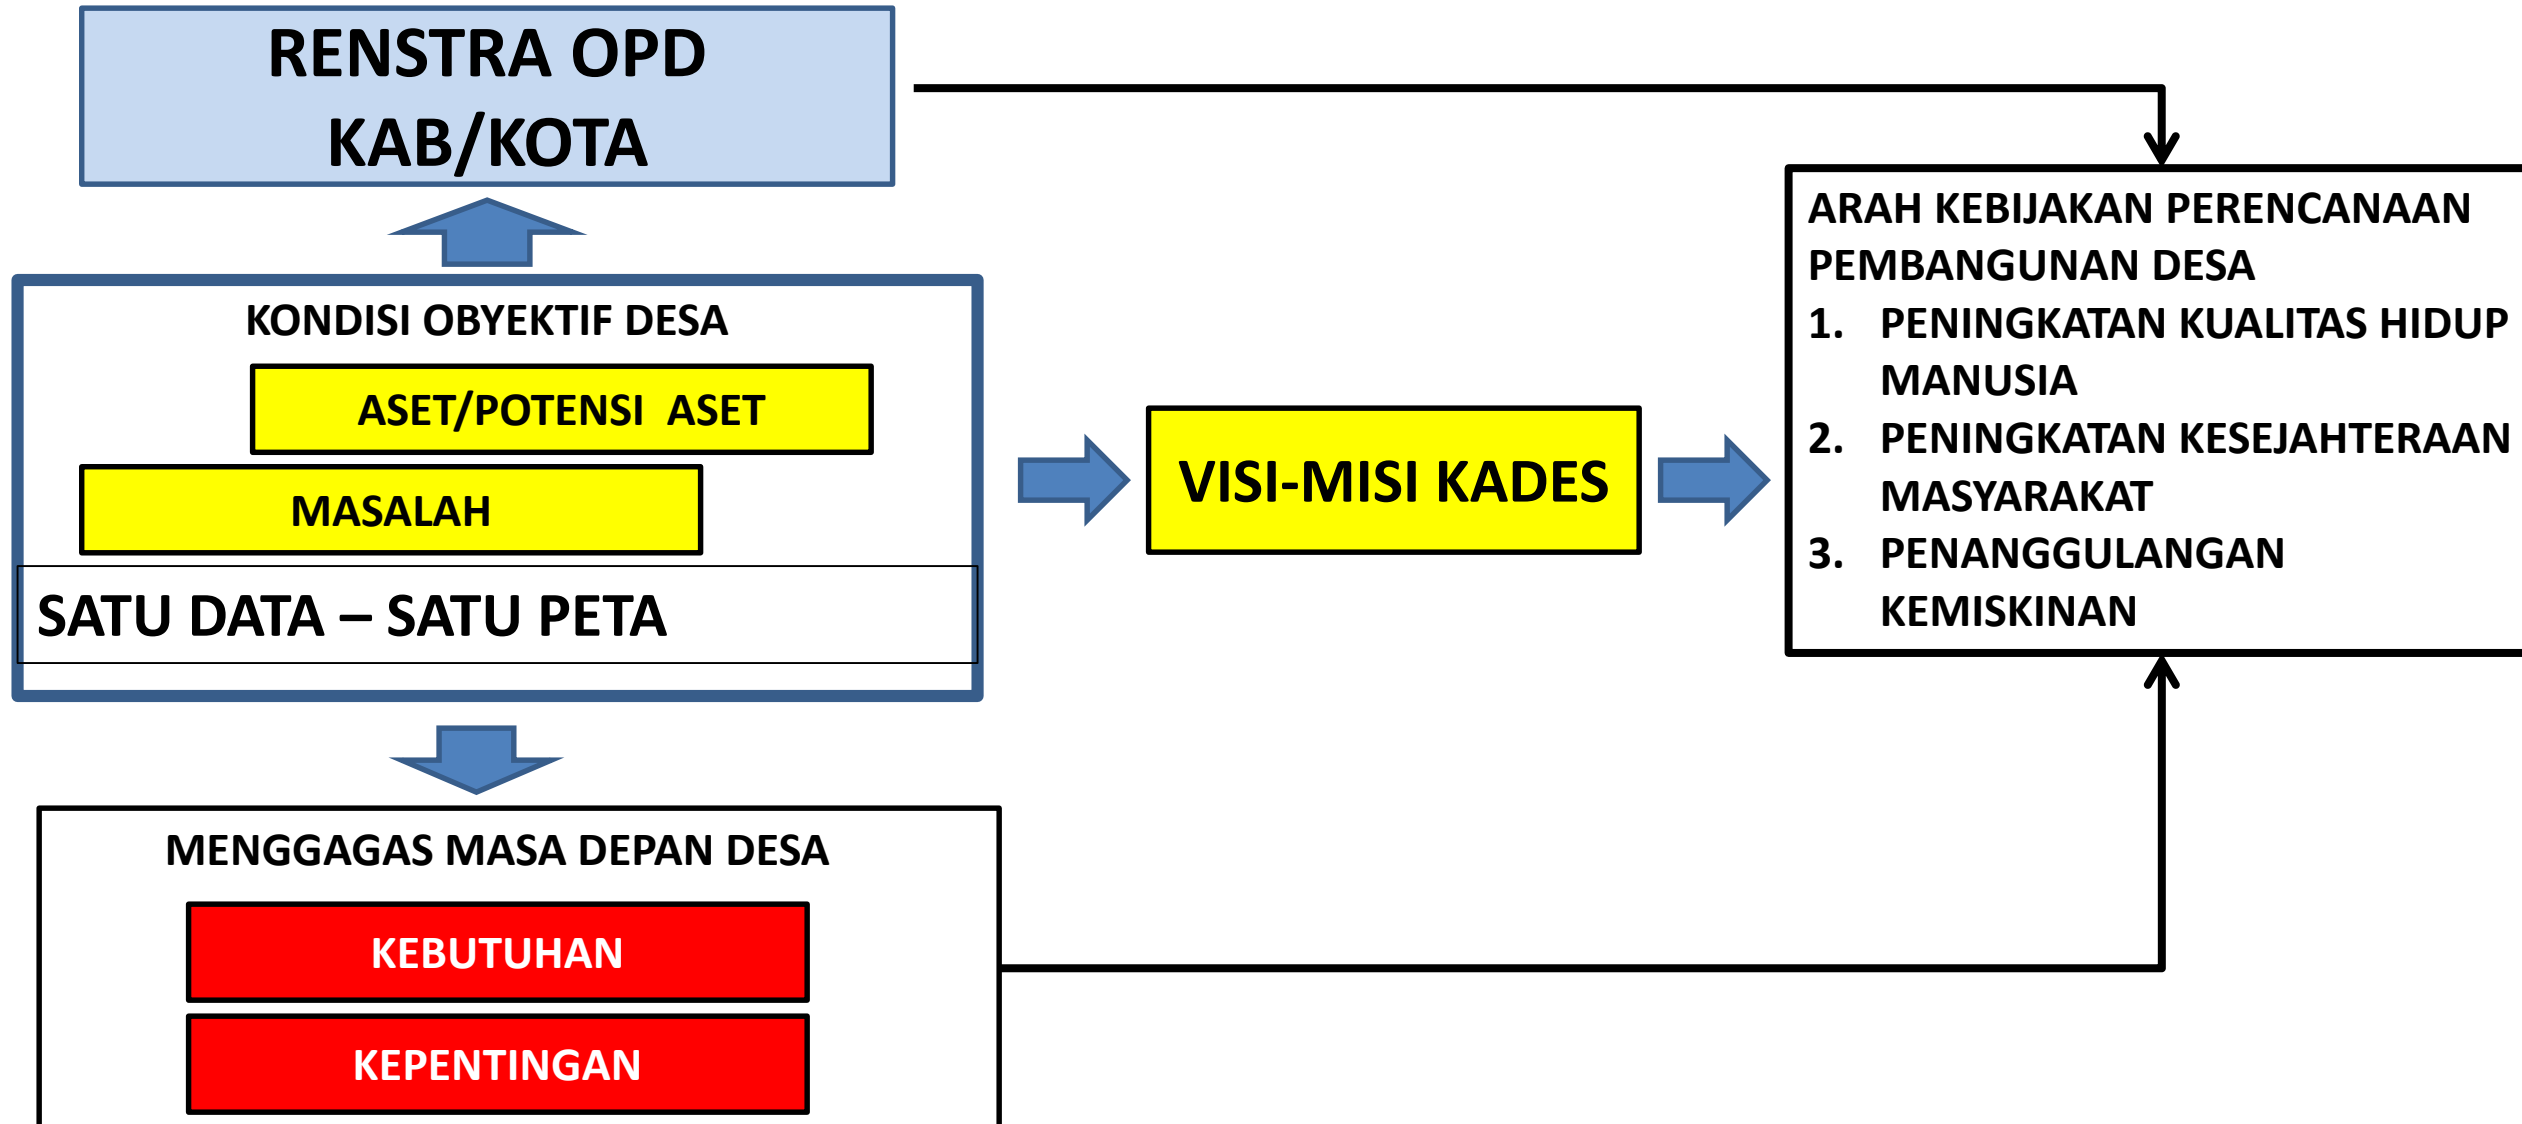 RENSTRA OPD
KAB/KOTA
KONDISI OBYEKTIF DESA
ASET/POTENSI ASET
MASALAH
SATU DATA – SATU PETA
MENGGAGAS MASA DEPAN DESA
KEBUTUHAN
KEPENTINGAN
VISI-MISI KADES
ARAH KEBIJAKAN PERENCANAAN
PEMBANGUNAN DESA
1. PENINGKATAN KUALITAS HIDUP
MANUSIA
2. PENINGKATAN KESEJAHTERAAN
MASYARAKAT
3. PENANGGULANGAN
KEMISKINAN